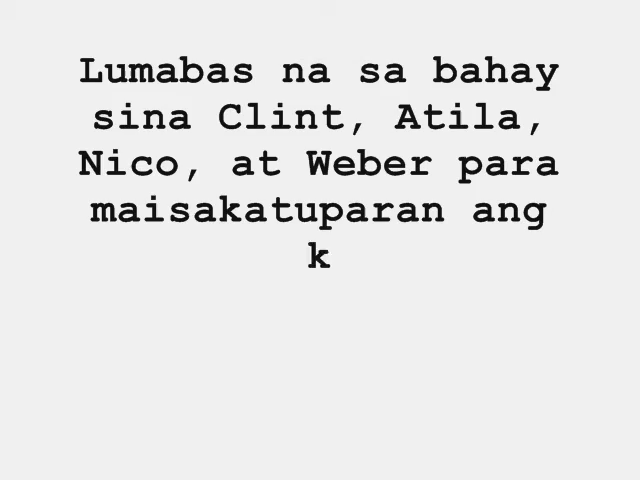 Lumabas na sa bahay
sina Clint, Atila,
Nico, at Weber para
maisakatuparan ang
k